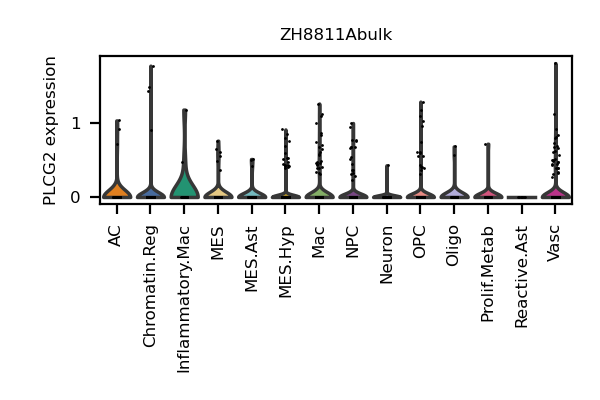 ZH8811Abulk
PLCG2 expression
1
0
AC
Chromatin.Reg
Inflammatory.Mac
MES
MES.Ast
MES.Hyp
Mac
NPC
Neuron
OPC
Oligo
Prolif.Metab
Reactive.Ast
Vasc